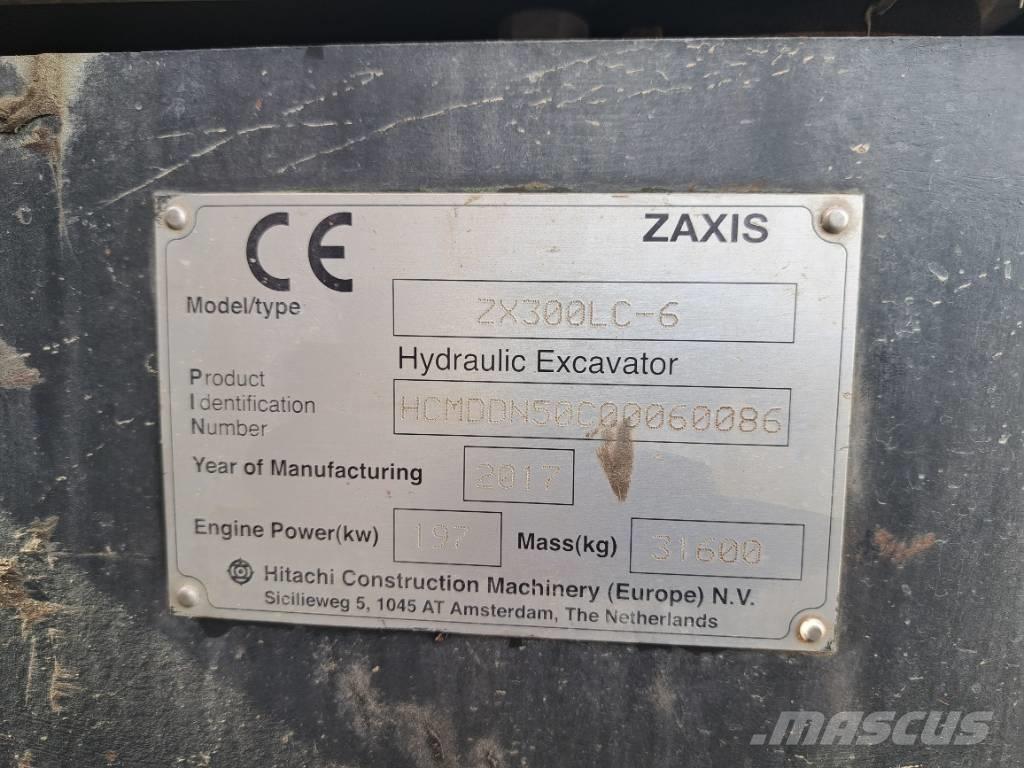 CE ZAXIS
Model/type ZX300LC-6
Hydraulic Excavator
Product
Identification HCMDDN50C00060086
Number
Year of Manufacturing 2017
Engine Power(kw) 197 Mass(kg) 31600
Hitachi Construction Machinery (Europe) N.V.
Sicilieweg 5, 1045 AT Amsterdam, The Netherlands
MASCUS